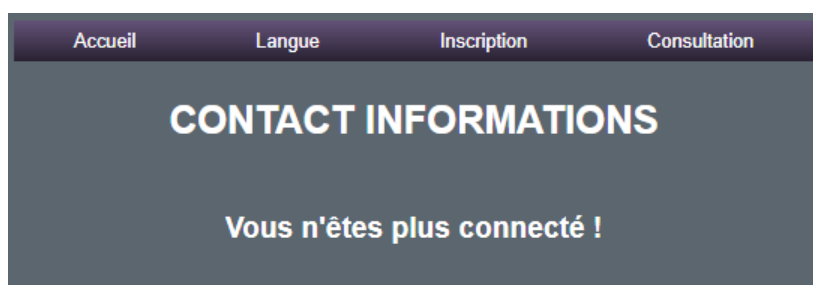 Accueil Langue Inscription Consultation
CONTACT INFORMATIONS
Vous n'êtes plus connecté !